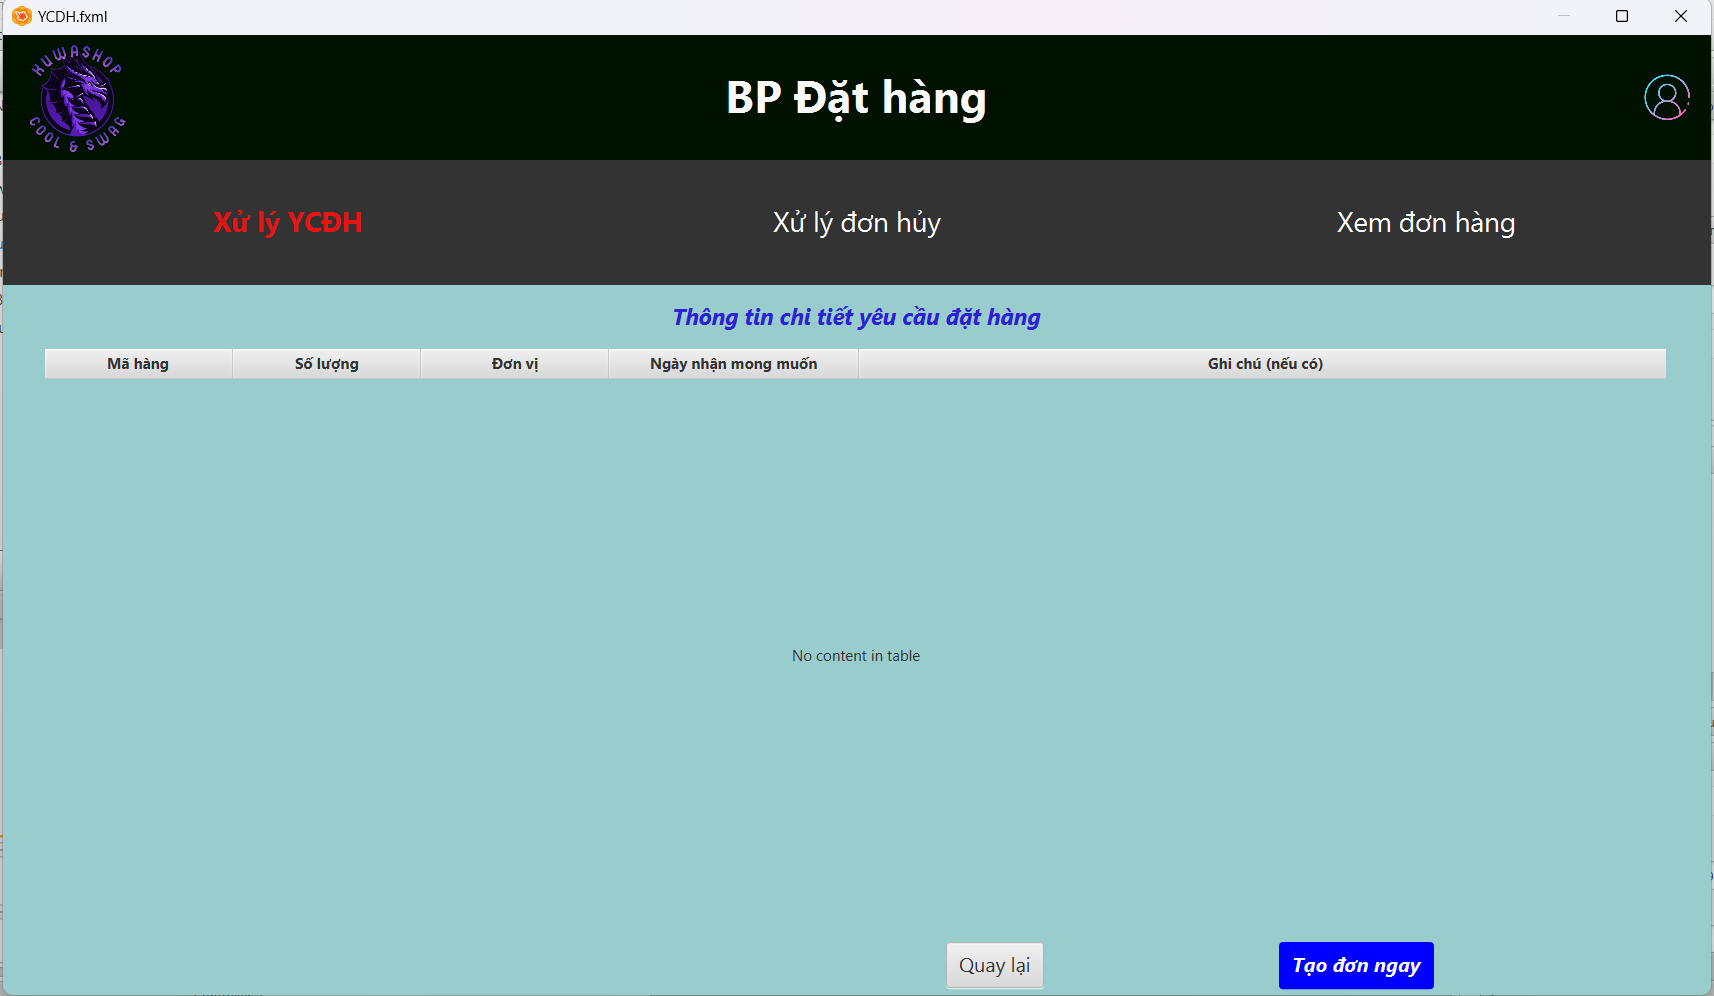 YCDH.fxml
KUWASHOP
COOL & SWAG
BP Đặt hàng
Xử lý YCĐH
Xử lý đơn hủy
Xem đơn hàng
Thông tin chi tiết yêu cầu đặt hàng
Mã hàng
Số lượng
Đơn vị
Ngày nhận mong muốn
Ghi chú (nếu có)
No content in table
Quay lại
Tạo đơn ngay